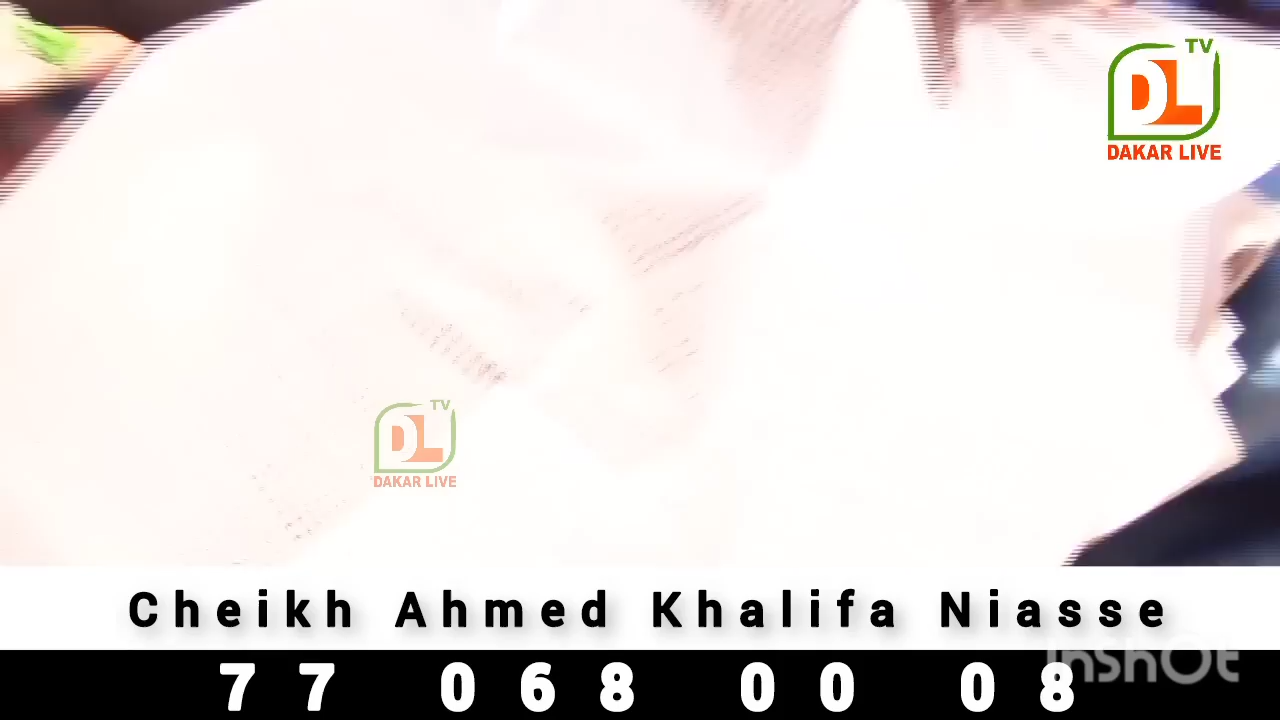 TV
DL
DAKAR LIVE
TV
DL
DAKAR LIVE
Cheikh Ahmed Khalifa Niasse
InShOt
77 068 00 08